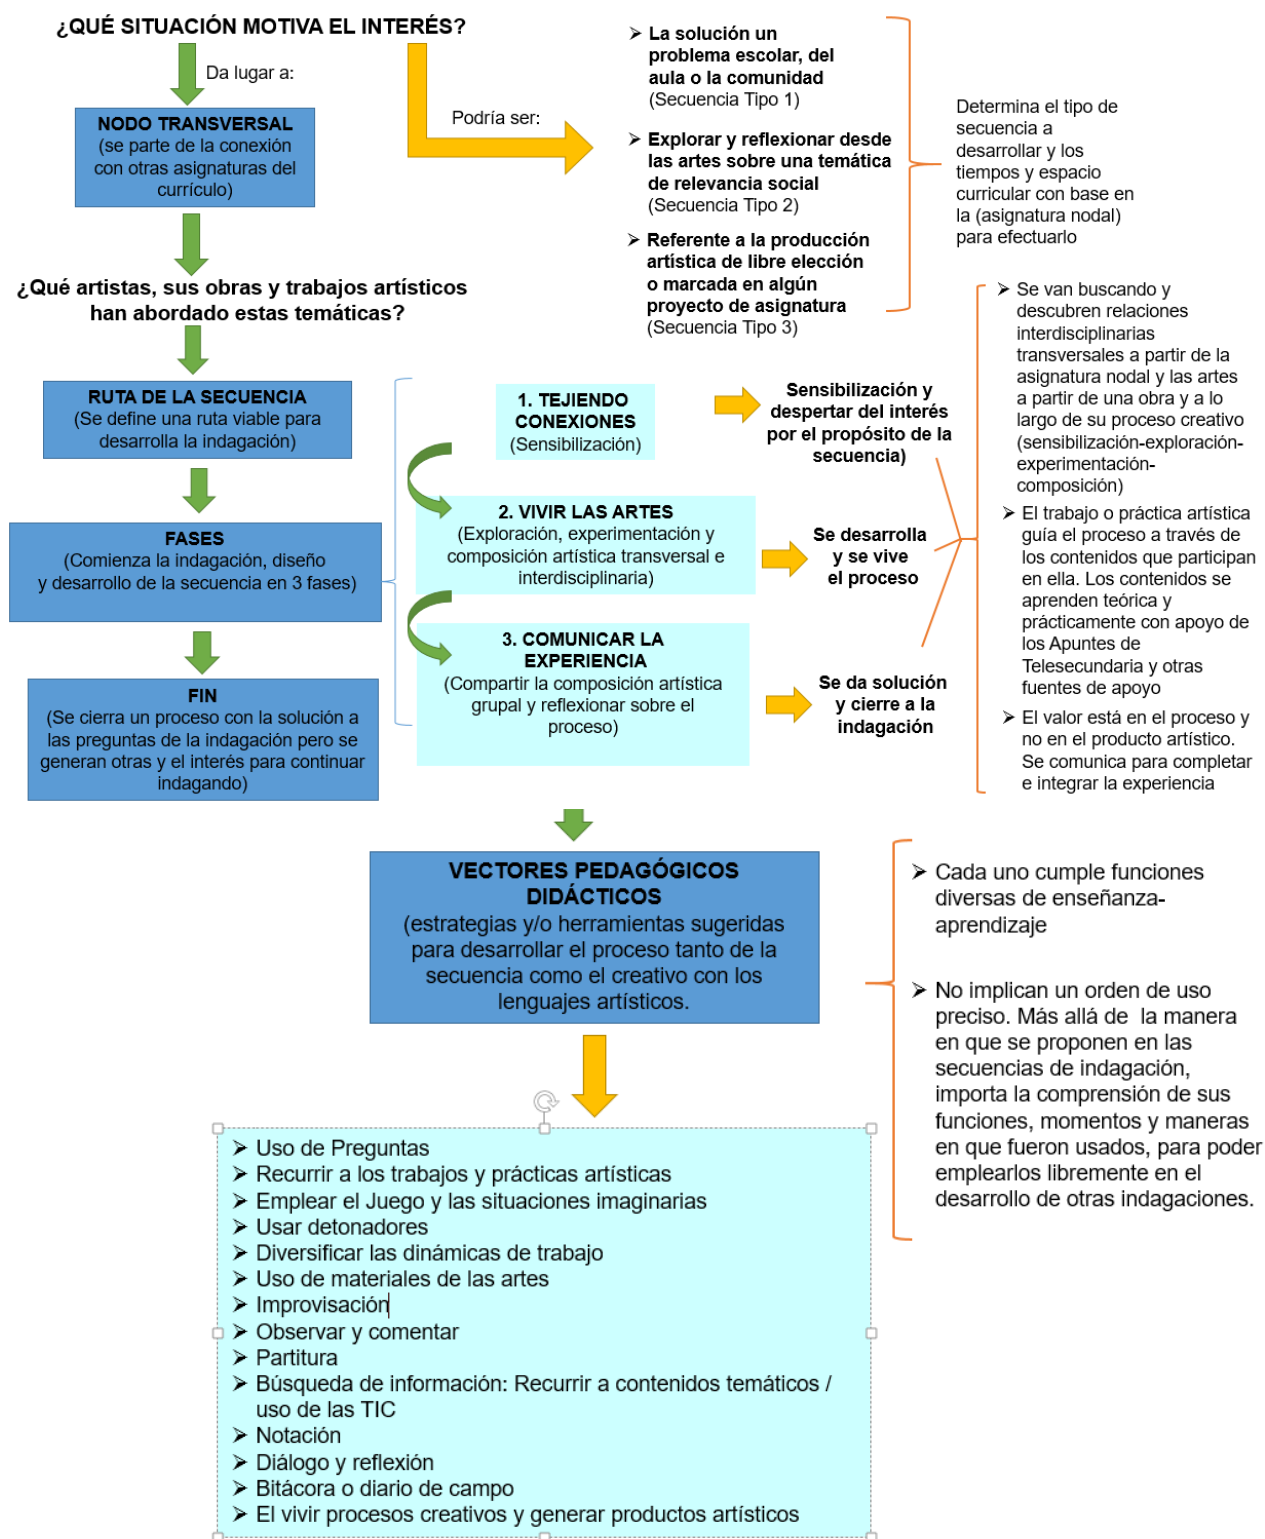 ¿QUÉ SITUACIÓN MOTIVA EL INTERÉS?
Da lugar a:
NODO TRANSVERSAL
(se parte de la conexión
con otras asignaturas del
currículo)
Podría ser:
➢ La solución un
problema escolar, del
aula o la comunidad
(Secuencia Tipo 1)
➢ Explorar y reflexionar desde
las artes sobre una temática
de relevancia social
(Secuencia Tipo 2)
➢ Referente a la producción
artística de libre elección
o marcada en algún
proyecto de asignatura
(Secuencia Tipo 3)
Determina el tipo de
secuencia a
desarrollar y los
tiempos y espacio
curricular con base en
la (asignatura nodal)
para efectuarlo
¿Qué artistas, sus obras y trabajos artísticos
han abordado estas temáticas?
RUTA DE LA SECUENCIA
(Se define una ruta viable para
desarrolla la indagación)
FASES
(Comienza la indagación, diseño
y desarrollo de la secuencia en 3 fases)
FIN
(Se cierra un proceso con la solución a
las preguntas de la indagación pero se
generan otras y el interés para continuar
indagando)
1. TEJIENDO
CONEXIONES
(Sensibilización)
Sensibilización y
despertar del interés
por el propósito de la
secuencia)
2. VIVIR LAS ARTES
(Exploración, experimentación y
composición artística transversal e
interdisciplinaria)
Se desarrolla
y se vive
el proceso
3. COMUNICAR LA
EXPERIENCIA
(Compartir la composición artística
grupal y reflexionar sobre el
proceso)
Se da solución
y cierre a la
indagación
➢ Se van buscando y
descubren relaciones
interdisciplinarias
transversales a partir de la
asignatura nodal y las artes
a partir de una obra y a lo
largo de su proceso creativo
(sensibilización-exploración-
experimentación-
composición)
➢ El trabajo o práctica artística
guía el proceso a través de
los contenidos que participan
en ella. Los contenidos se
aprenden teórica y
prácticamente con apoyo de
los Apuntes de
Telesecundaria y otras
fuentes de apoyo
➢ El valor está en el proceso y
no en el producto artístico.
Se comunica para completar
e integrar la experiencia
VECTORES PEDAGÓGICOS
DIDÁCTICOS
(estrategias y/o herramientas sugeridas
para desarrollar el proceso tanto de la
secuencia como el creativo con los
lenguajes artísticos.
➢ Cada uno cumple funciones
diversas de enseñanza-
aprendizaje
➢ No implican un orden de uso
preciso. Más allá de la manera
en que se proponen en las
secuencias de indagación,
importa la comprensión de sus
funciones, momentos y maneras
en que fueron usados, para poder
emplearlos libremente en el
desarrollo de otras indagaciones.
➢ Uso de Preguntas
➢ Recurrir a los trabajos y prácticas artísticas
➢ Emplear el Juego y las situaciones imaginarias
➢ Usar detonadores
➢ Diversificar las dinámicas de trabajo
➢ Uso de materiales de las artes
➢ Improvisación
➢ Observar y comentar
➢ Partitura
➢ Búsqueda de información: Recurrir a contenidos temáticos /
uso de las TIC
➢ Notación
➢ Diálogo y reflexión
➢ Bitácora o diario de campo
➢ El vivir procesos creativos y generar productos artísticos